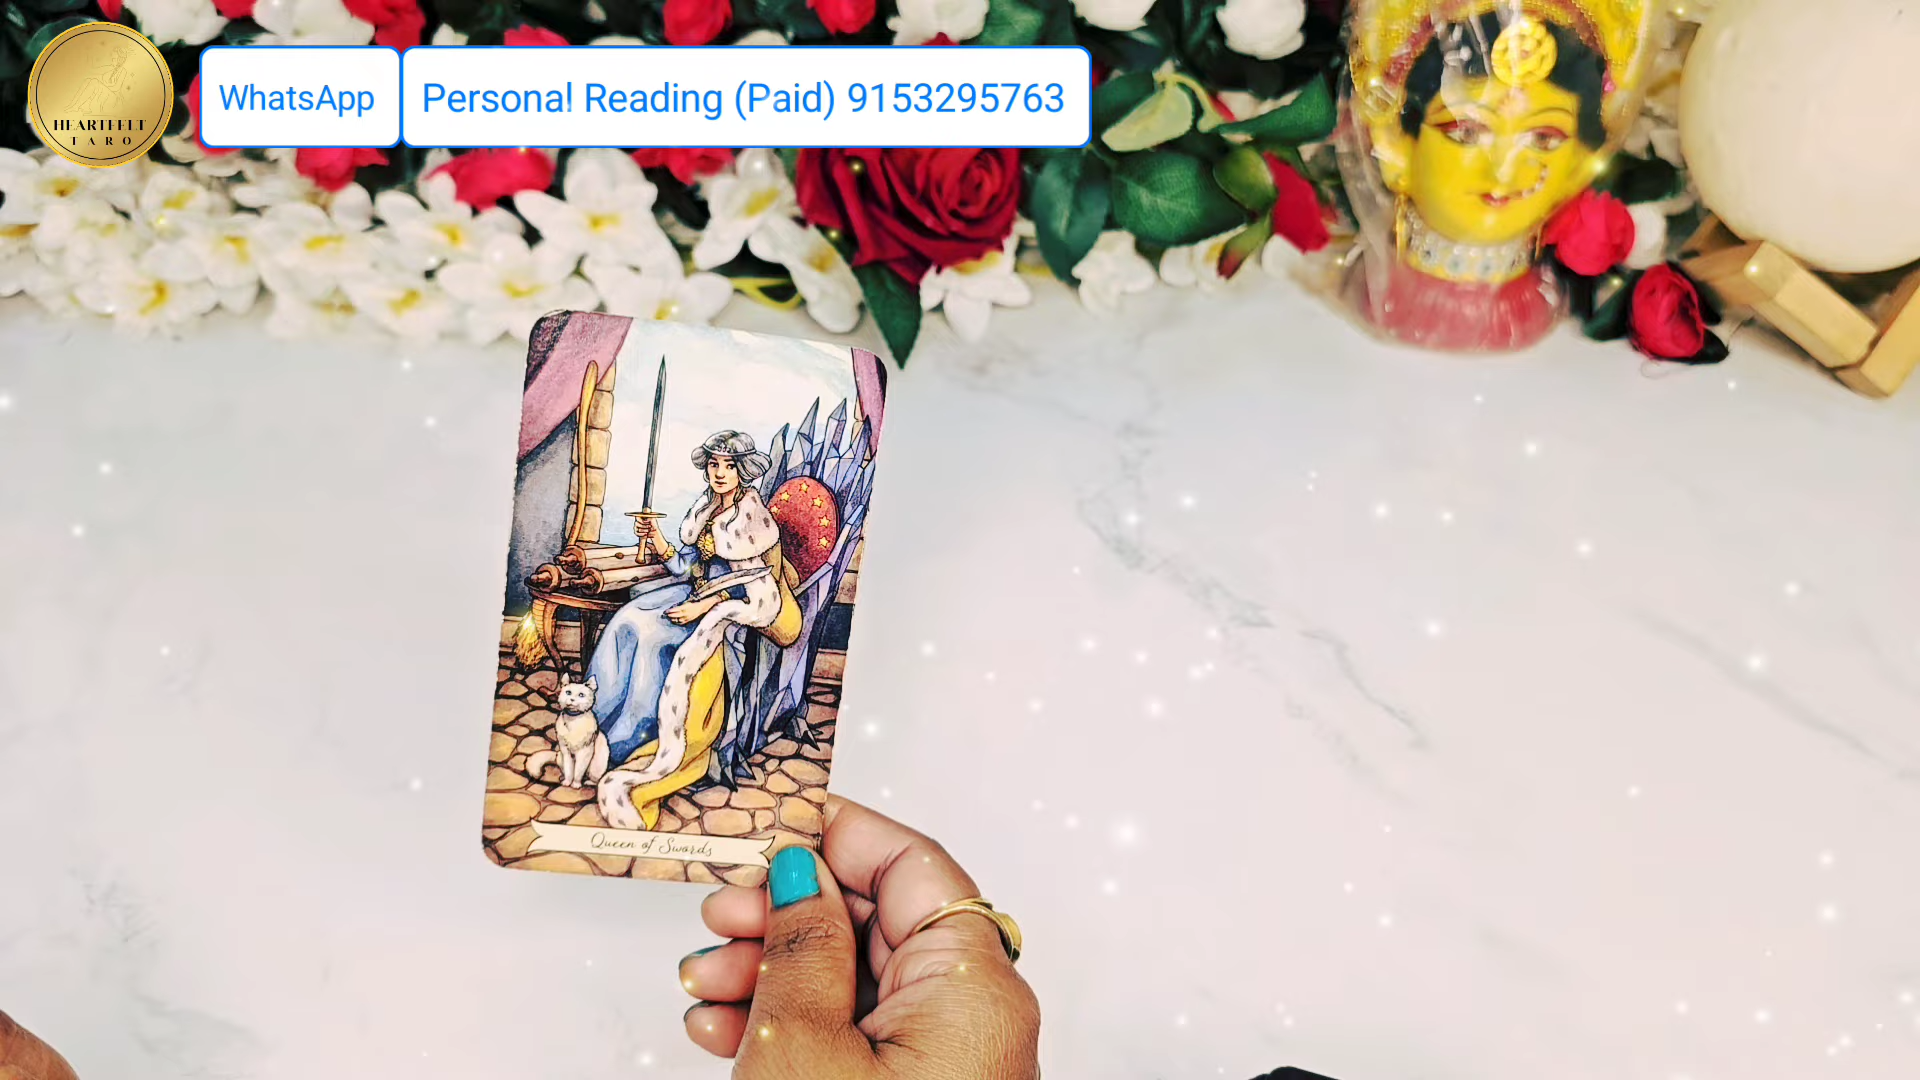 HEARTFELT
TARO
WhatsApp
Personal Reading (Paid) 9153295763
Queen of Swords